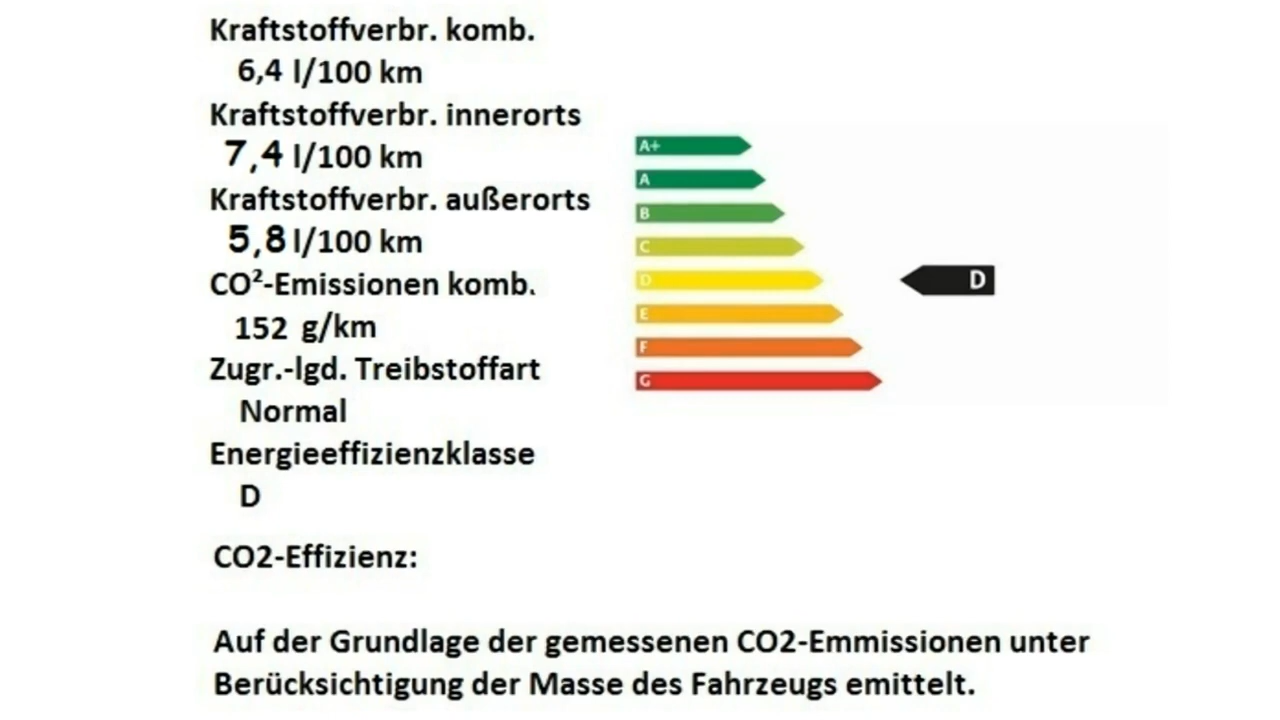 Kraftstoffverbr. komb.
6,4 l/100 km
Kraftstoffverbr. innerorts
7,4 l/100 km
Kraftstoffverbr. außerorts
5,8 l/100 km
CO²-Emissionen komb.
152 g/km
Zugr.-lgd. Treibstoffart
Normal
Energieeffizienzklasse
D
A+
A
B
C
D
D
E
F
G
CO2-Effizienz:
Auf der Grundlage der gemessenen CO2-Emmissionen unter
Berücksichtigung der Masse des Fahrzeugs emittelt.